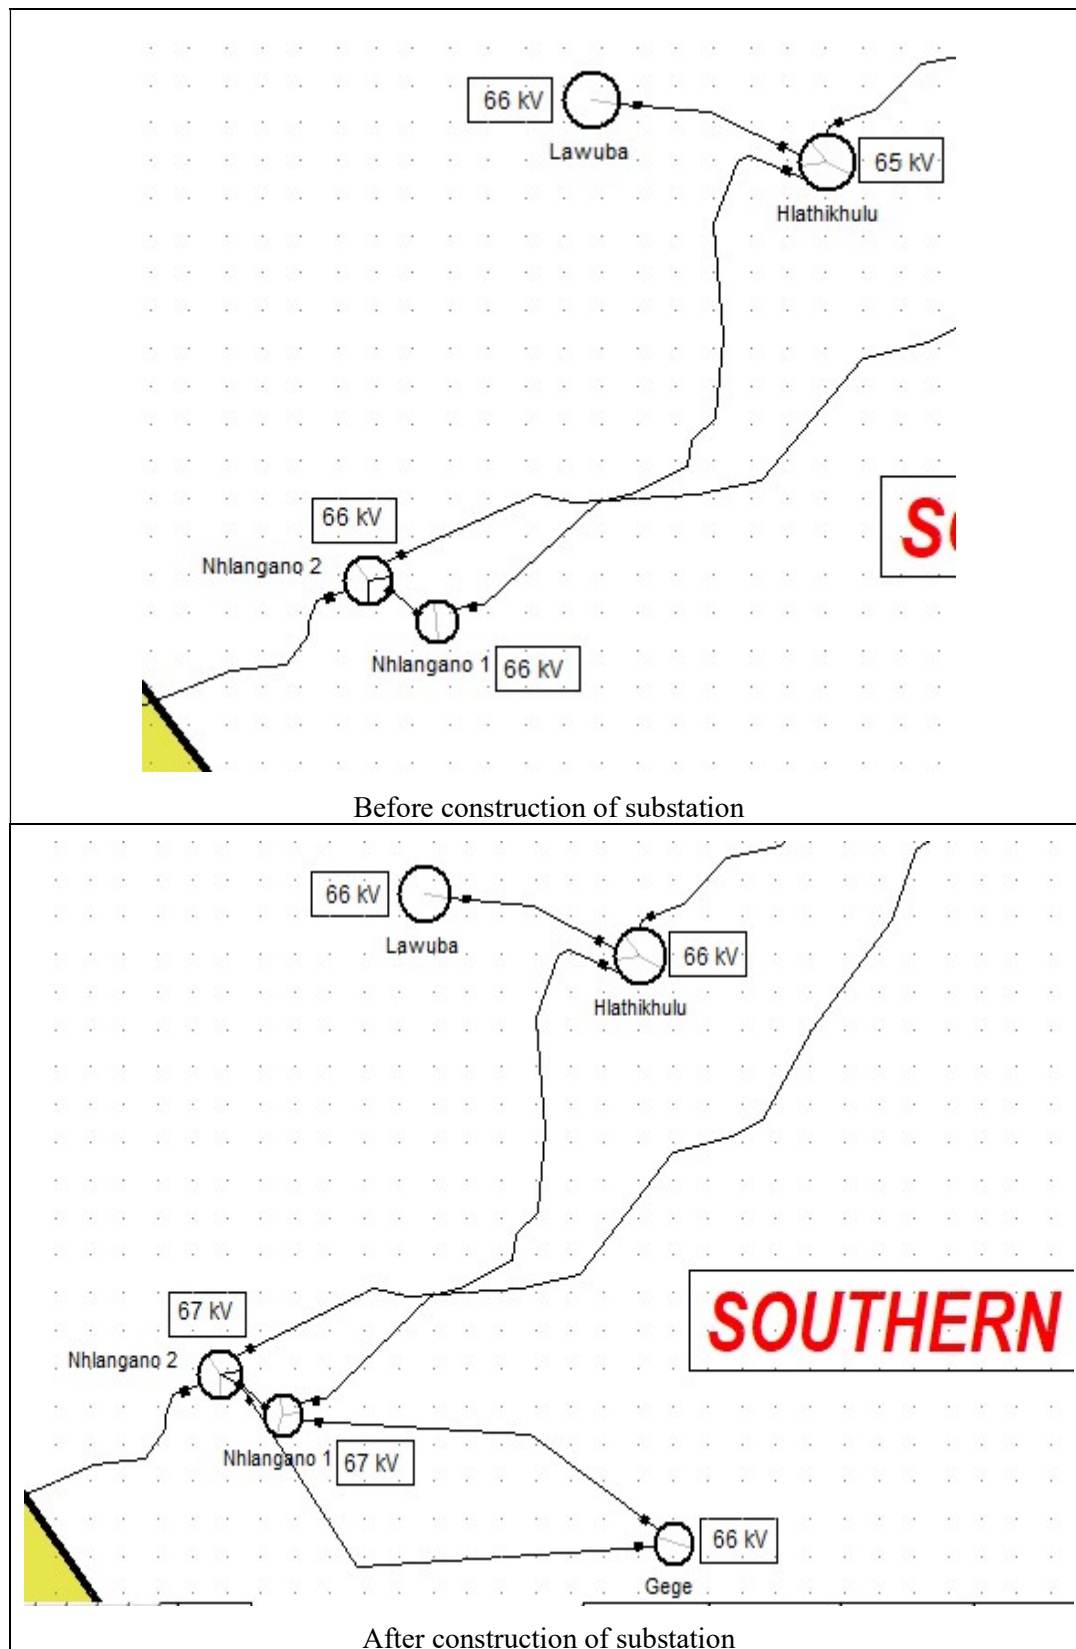 66 kV
Lawuba
65 kV
Hlathikhulu
66 kV
Nhlangano 2
Nhlangano 1
66 kV
Before construction of substation
66 kV
Lawuba
66 kV
Hlathikhulu
67 kV
SOUTHERN
Nhlangano 2
Nhlangano 1
67 kV
66 kV
Gege
After construction of substation